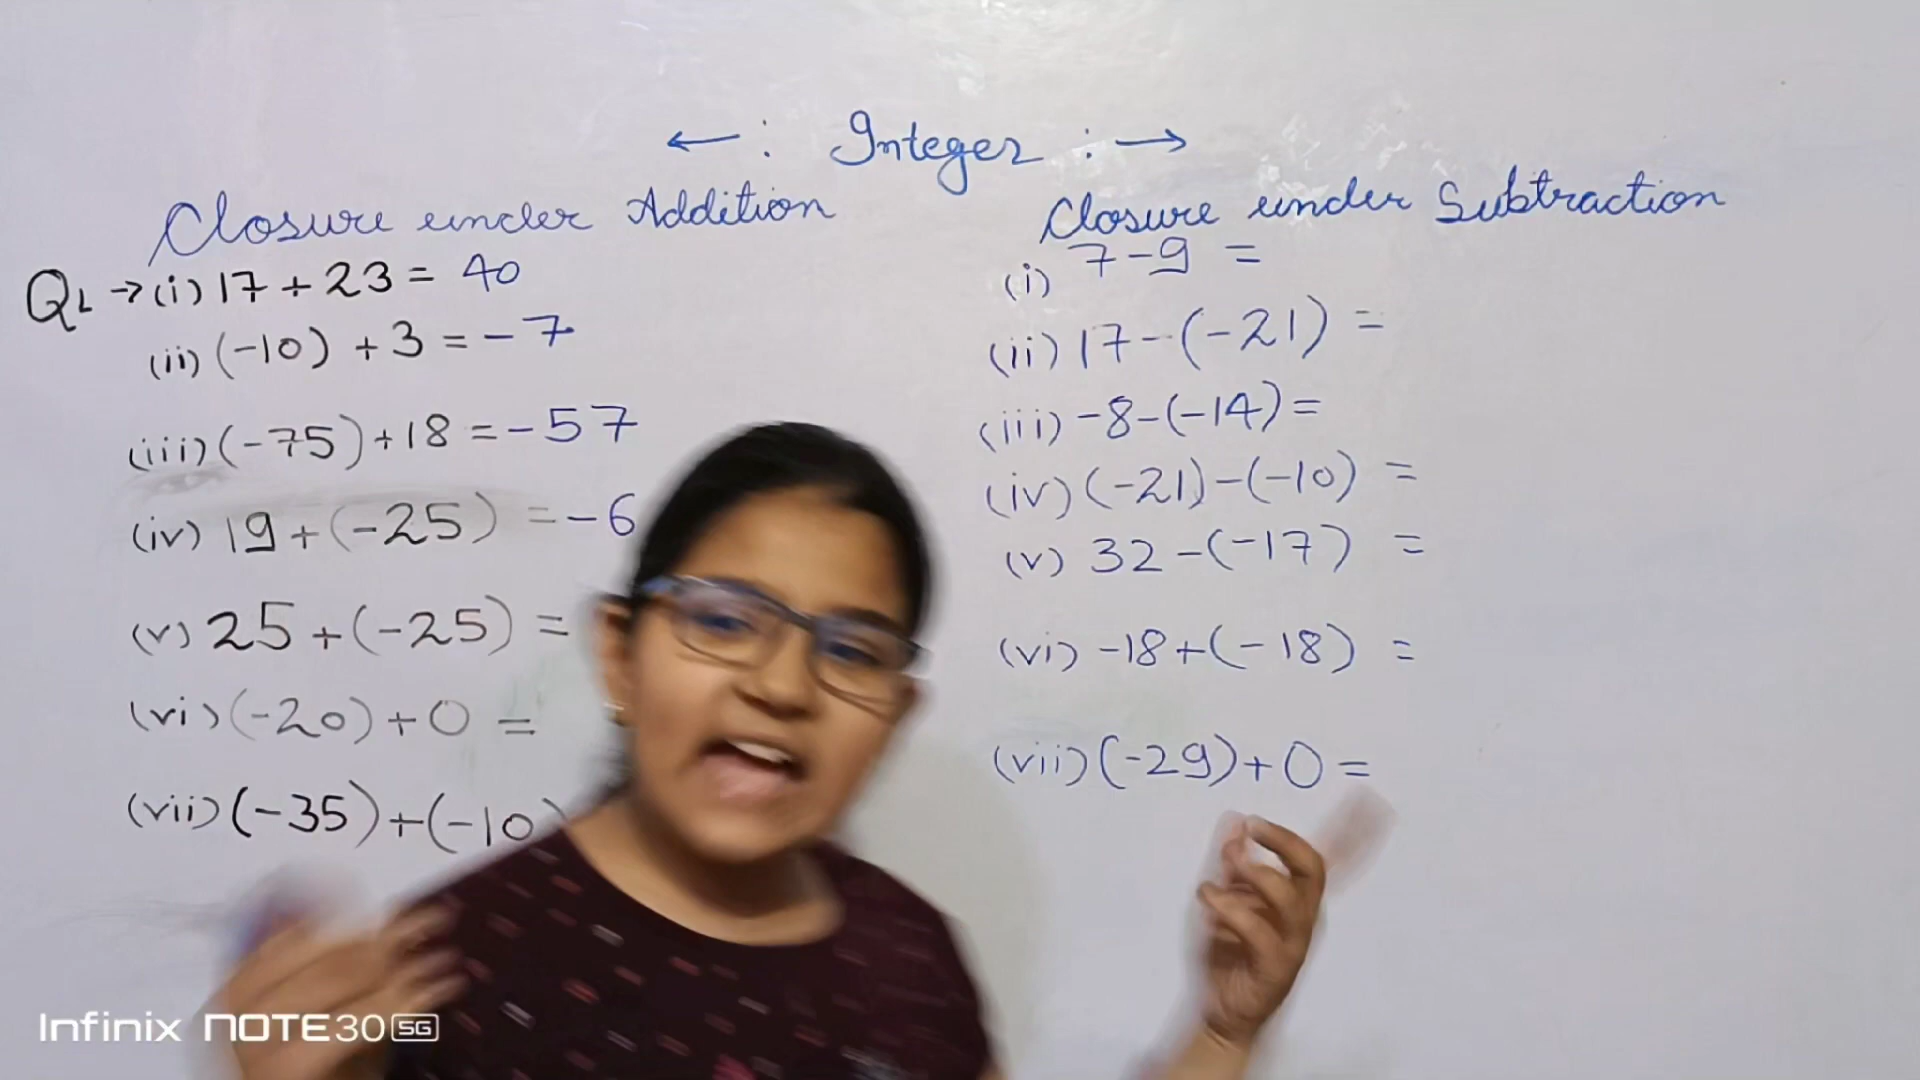 ←: Integer :→
Closure under Addition
Q1 → (i) 17 + 23 = 40
(ii) (-10) + 3 = -7
(iii) (-75) + 18 = -57
(iv) 19 + (-25) = -6
(v) 25 + (-25) =
(vi) (-20) + 0 =
(vii) (-35) + (-10)
Closure under Subtraction
(i) 7 - 9 =
(ii) 17 - (-21) =
(iii) -8 - (-14) =
(iv) (-21) - (-10) =
(v) 32 - (-17) =
(vi) -18 + (-18) =
(vii) (-29) + 0 =
Infinix NOTE 30 5G